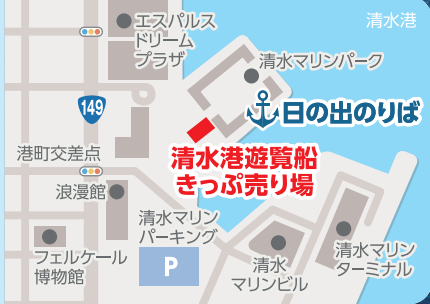 エスパルス
ドリーム
プラザ
清水港
清水マリンパーク
149
日の出のりば
港町交差点
清水港遊覧船
きっぷ売り場
浪漫館
清水マリン
パーキング
P
フェルケール
博物館
清水
マリンビル
清水マリン
ターミナル